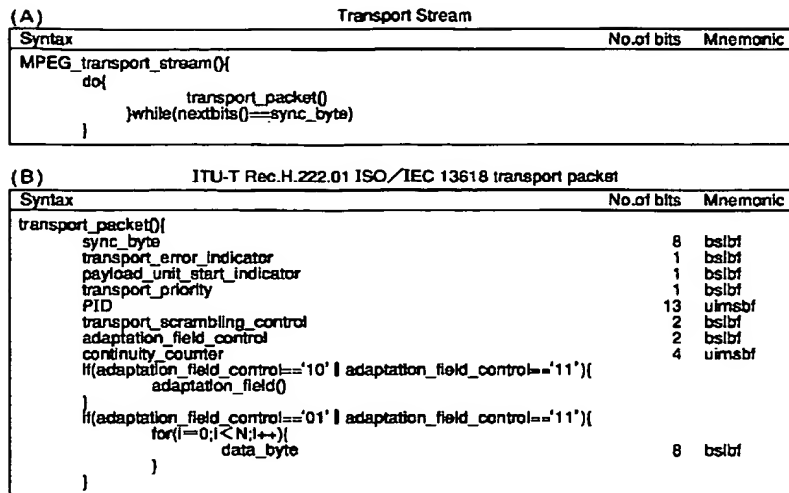 (A) Transport Stream
Syntax No.of bits Mnemonic
MPEG_transport_stream(){
do{
transport_packet()
}while(nextbits()==sync_byte)
}
(B) ITU-T Rec.H.222.01 ISO/IEC 13618 transport packet
Syntax No.of bits Mnemonic
transport_packet(){
sync_byte 8 bslbf
transport_error_indicator 1 bslbf
payload_unit_start_indicator 1 bslbf
transport_priority 1 bslbf
PID 13 uimsbf
transport_scrambling_control 2 bslbf
adaptation_field_control 2 bslbf
continuity_counter 4 uimsbf
if(adaptation_field_control=='10' || adaptation_field_control=='11'){
adaptation_field()
}
if(adaptation_field_control=='01' || adaptation_field_control=='11'){
for(i=0;i<N;i++){
data_byte 8 bslbf
}
}